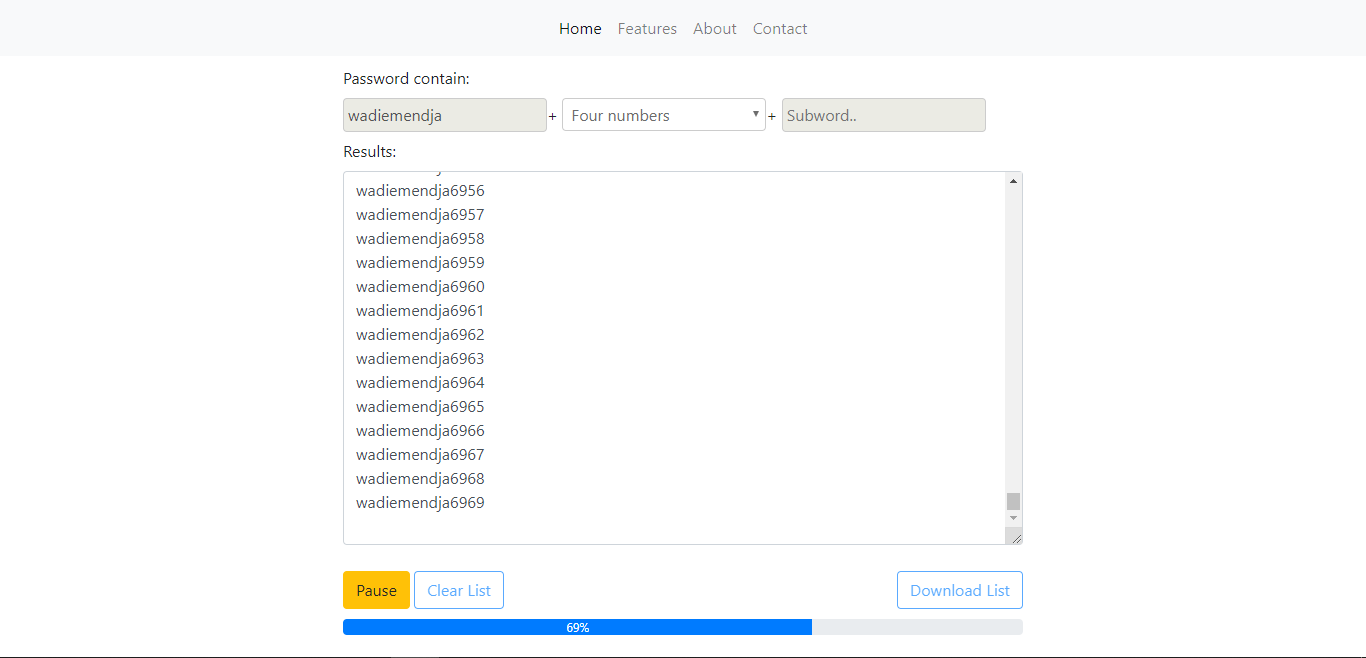 Home Features About Contact
Password contain:
wadiemendja + Four numbers + Subword..
Results:
wadiemendja6956
wadiemendja6957
wadiemendja6958
wadiemendja6959
wadiemendja6960
wadiemendja6961
wadiemendja6962
wadiemendja6963
wadiemendja6964
wadiemendja6965
wadiemendja6966
wadiemendja6967
wadiemendja6968
wadiemendja6969
Pause Clear List Download List
69%